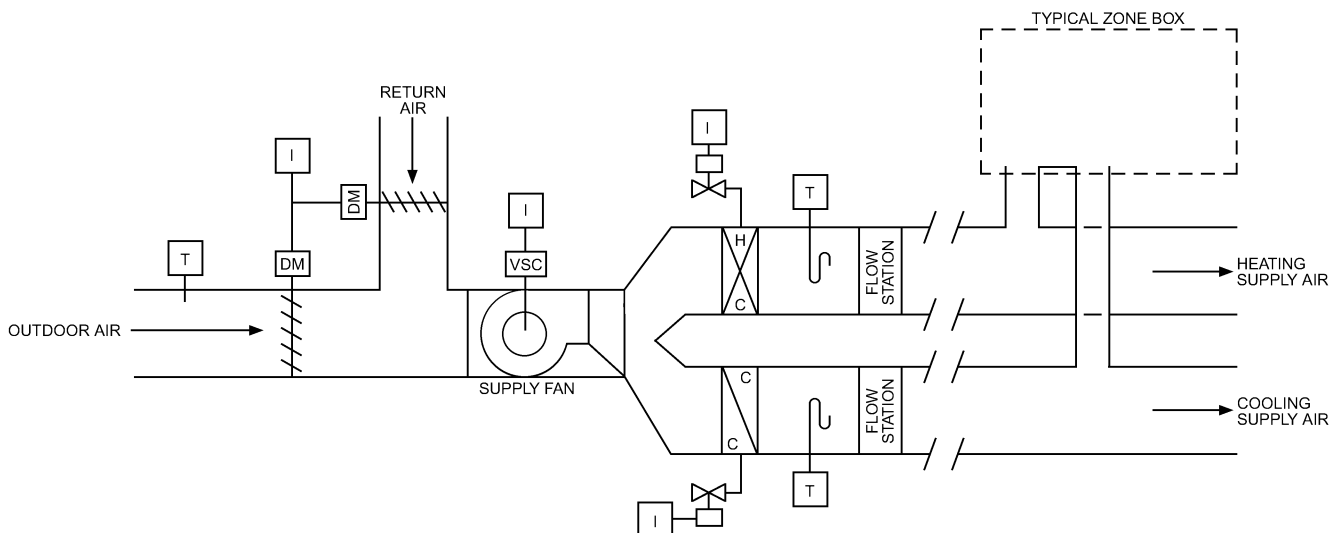 TYPICAL ZONE BOX
RETURN
AIR
I
I
I
DM
T
T
DM
VSC
H
C
FLOW
STATION
HEATING
SUPPLY AIR
OUTDOOR AIR
SUPPLY FAN
C
C
FLOW
STATION
COOLING
SUPPLY AIR
T
I